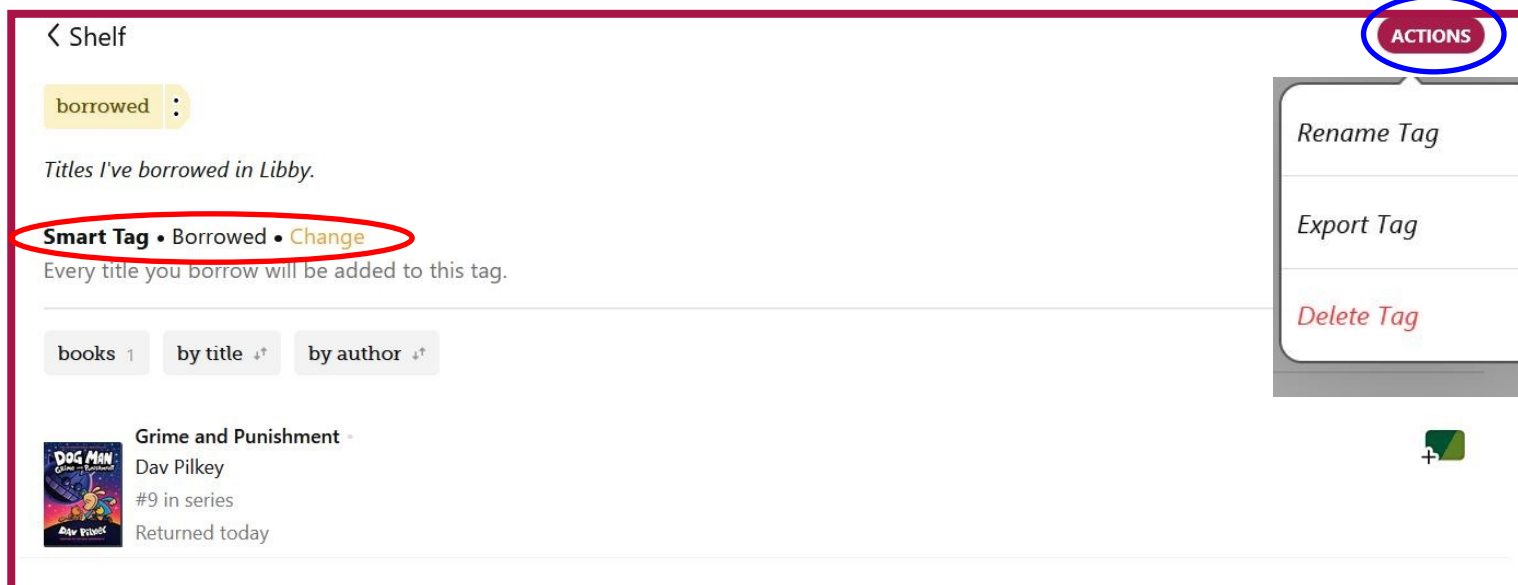 Shelf
ACTIONS
borrowed :
Rename Tag
Titles I've borrowed in Libby.
Export Tag
Smart Tag • Borrowed • Change
Every title you borrow will be added to this tag.
Delete Tag
books 1 by title by author
Grime and Punishment
Dav Pilkey
#9 in series
Returned today
DOG MAN
Grime and Punishment
DAV PILKEY